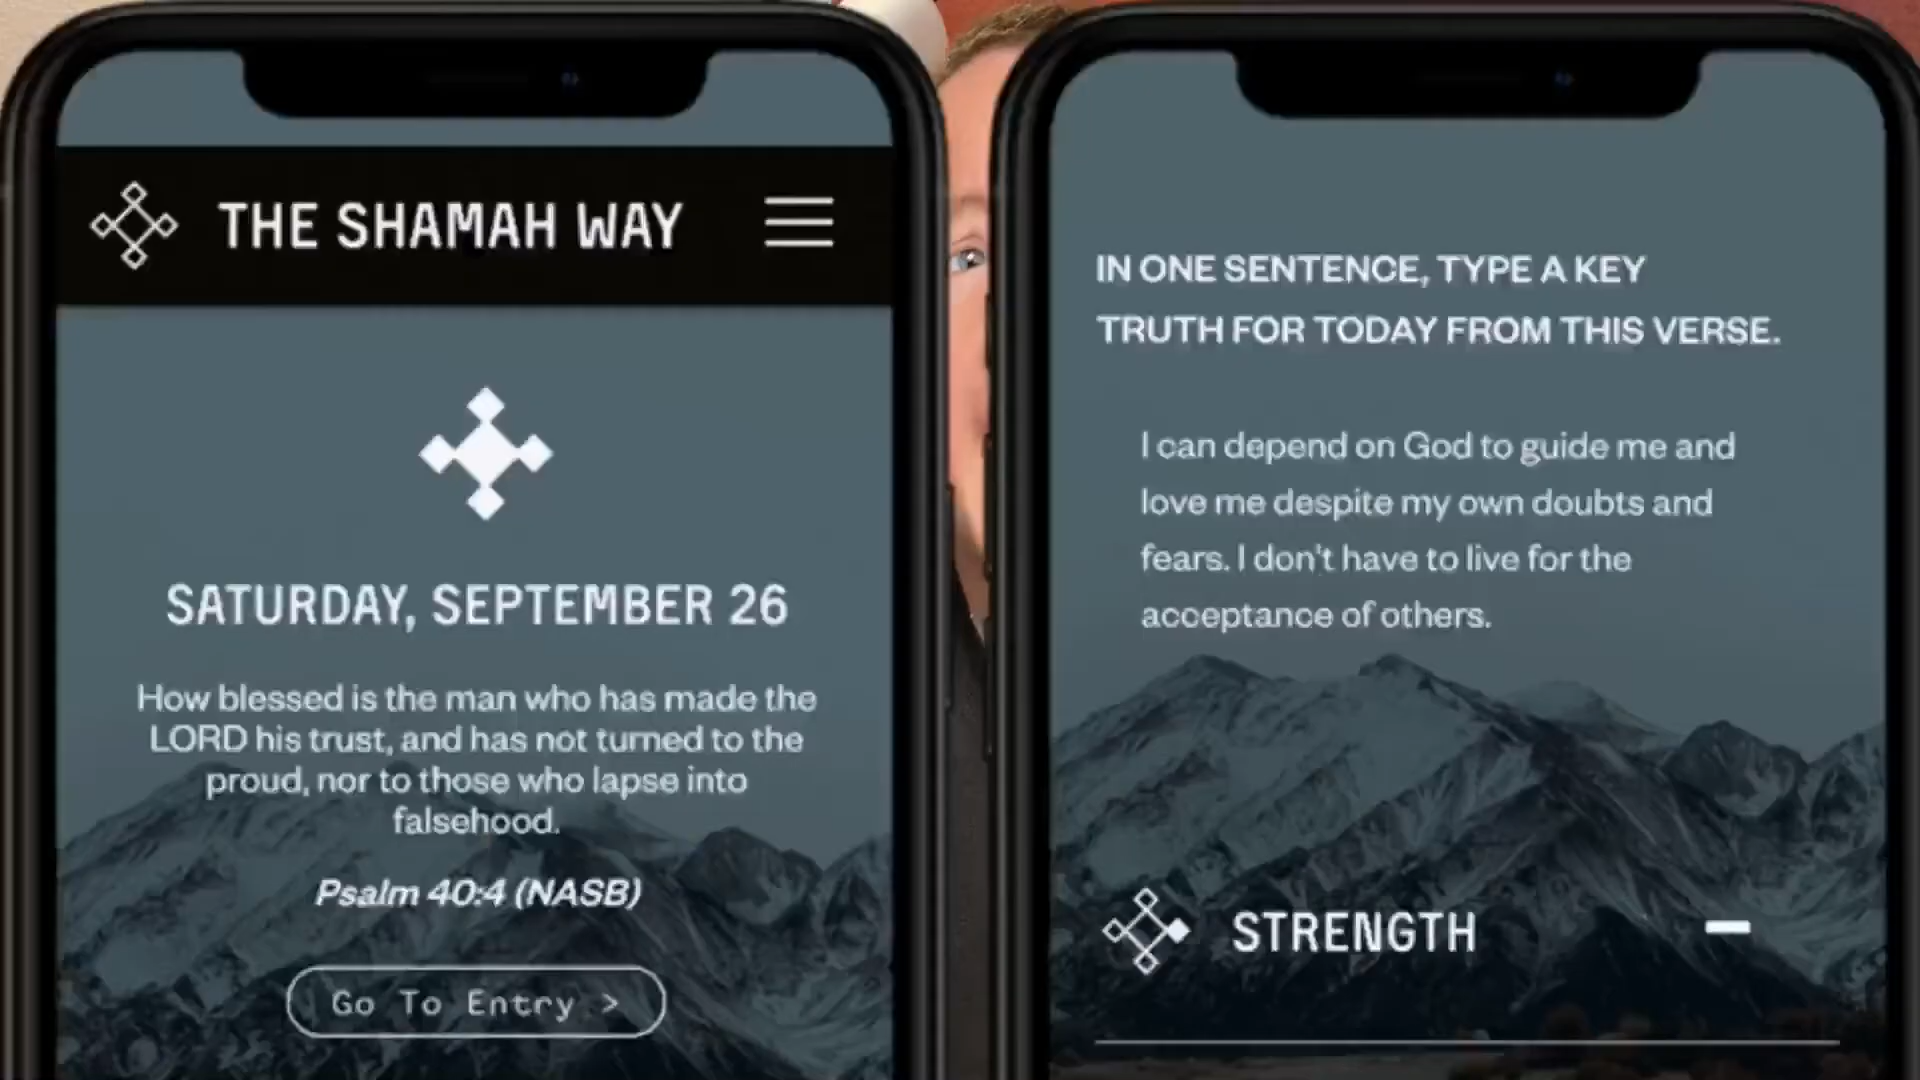 THE SHAMAH WAY
SATURDAY, SEPTEMBER 26
How blessed is the man who has made the
LORD his trust, and has not turned to the
proud, nor to those who lapse into
falsehood.
Psalm 40:4 (NASB)
Go To Entry >
IN ONE SENTENCE, TYPE A KEY
TRUTH FOR TODAY FROM THIS VERSE.
I can depend on God to guide me and
love me despite my own doubts and
fears. I don't have to live for the
acceptance of others.
STRENGTH